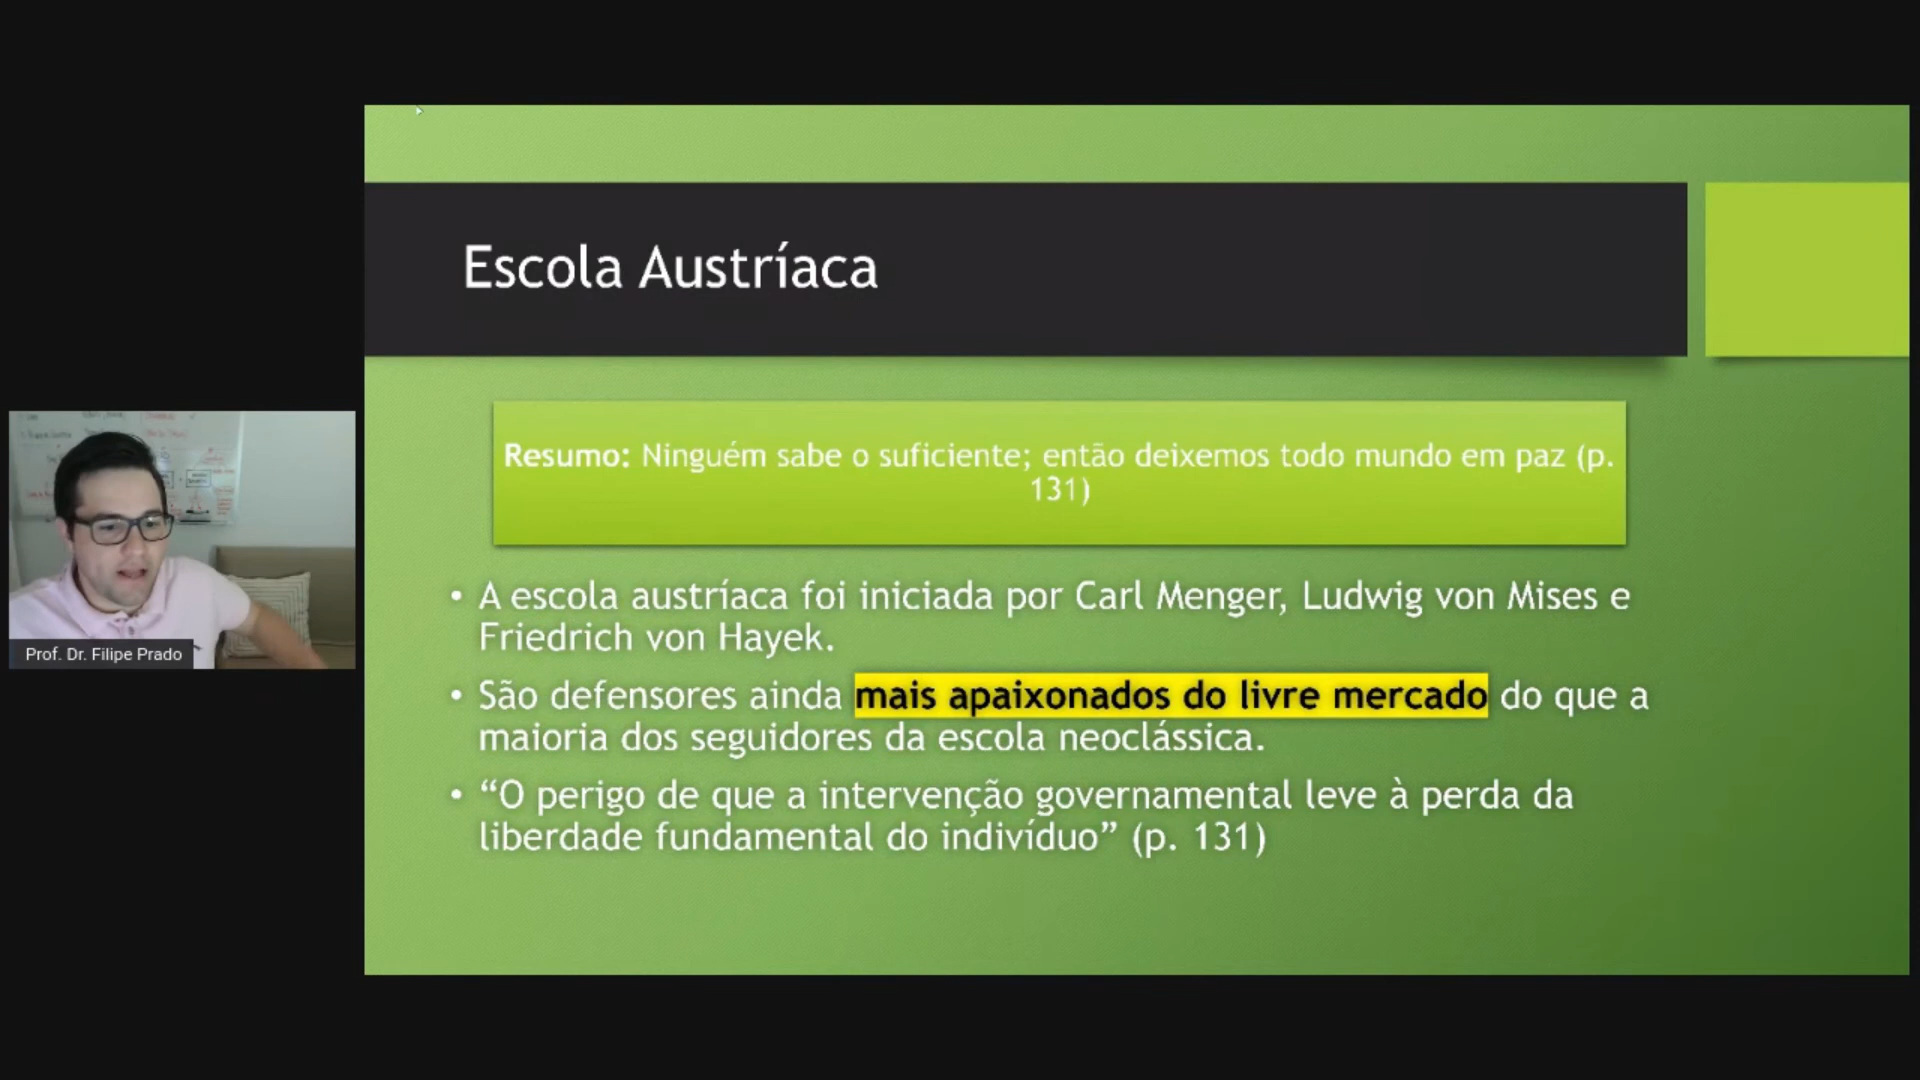 Escola Austríaca
Resumo: Ninguém sabe o suficiente; então deixemos todo mundo em paz (p.
131)
• A escola austríaca foi iniciada por Carl Menger, Ludwig von Mises e
Friedrich von Hayek.
• São defensores ainda mais apaixonados do livre mercado do que a
maioria dos seguidores da escola neoclássica.
• “O perigo de que a intervenção governamental leve à perda da
liberdade fundamental do indivíduo” (p. 131)
Prof. Dr. Filipe Prado